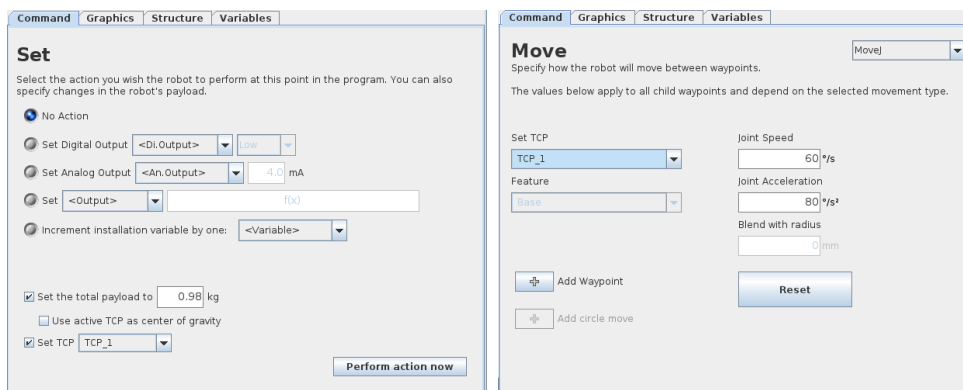 Command Graphics Structure Variables
Set
Select the action you wish the robot to perform at this point in the program. You can also
specify changes in the robot's payload.
No Action
Set Digital Output <Di.Output> Low
Set Analog Output <An.Output> 4.0 mA
Set <Output> f(x)
Increment installation variable by one: <Variable>
Set the total payload to 0.98 kg
Use active TCP as center of gravity
Set TCP TCP_1
Perform action now
Command Graphics Structure Variables
Move MoveJ
Specify how the robot will move between waypoints.
The values below apply to all child waypoints and depend on the selected movement type.
Set TCP Joint Speed
TCP_1 60 °/s
Feature Joint Acceleration
Base 80 °/s²
Blend with radius
0 mm
Add Waypoint Reset
Add circle move